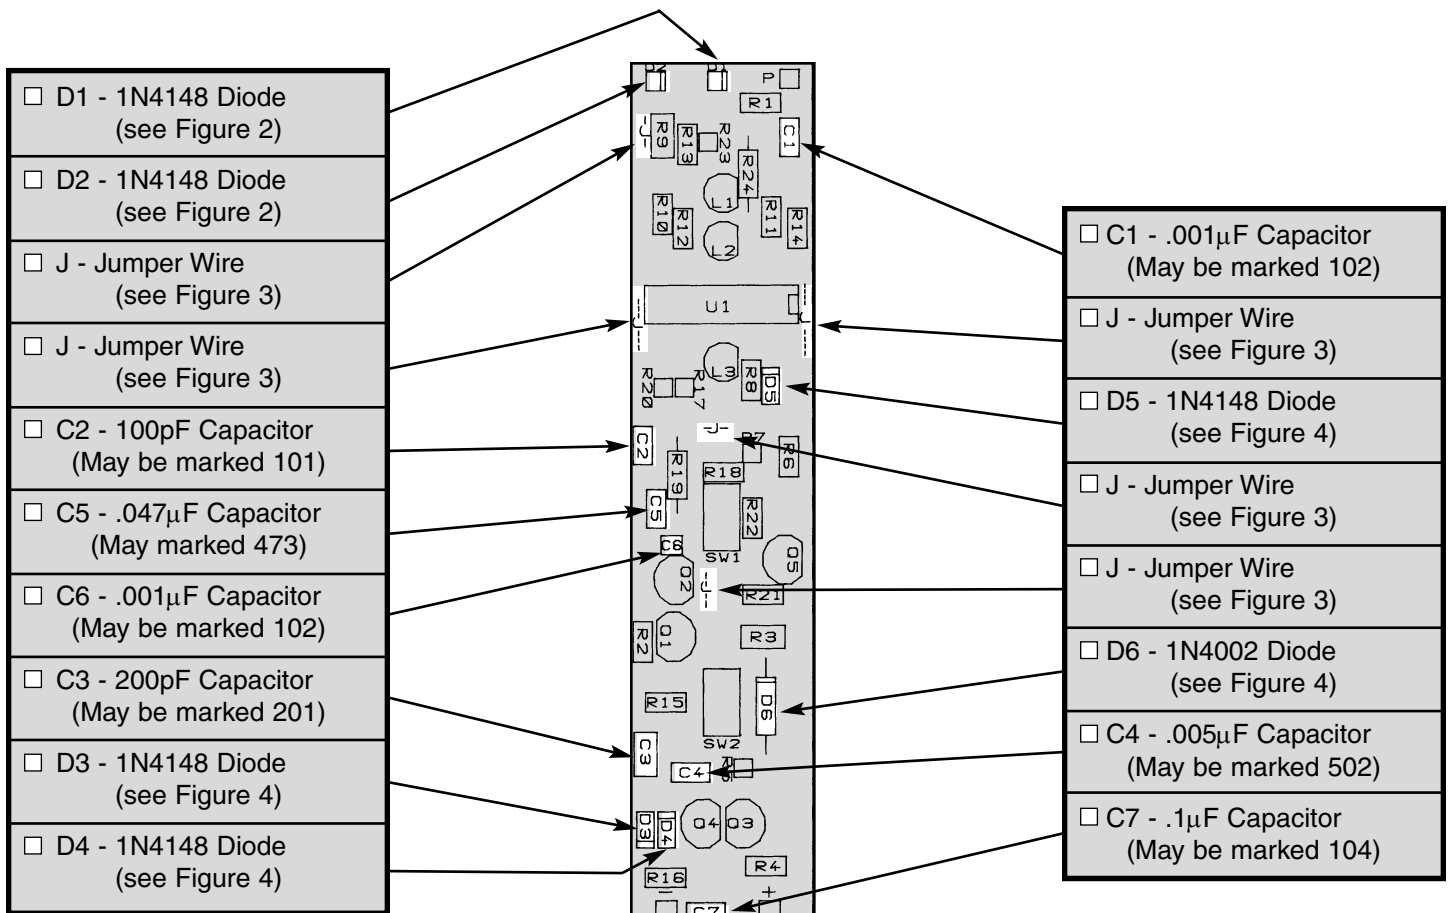 ☐ D1 - 1N4148 Diode
(see Figure 2)
☐ D2 - 1N4148 Diode
(see Figure 2)
☐ J - Jumper Wire
(see Figure 3)
☐ J - Jumper Wire
(see Figure 3)
☐ C2 - 100pF Capacitor
(May be marked 101)
☐ C5 - .047μF Capacitor
(May marked 473)
☐ C6 - .001μF Capacitor
(May be marked 102)
☐ C3 - 200pF Capacitor
(May be marked 201)
☐ D3 - 1N4148 Diode
(see Figure 4)
☐ D4 - 1N4148 Diode
(see Figure 4)
P
R1
C1
-J-
R9
R13
R23
R24
L1
R10
R12
R11
R14
L2
U1
---J---
J---
L3
R8
D5
R20
R17
-J-
C2
R19
R18
R6
C5
R22
SW1
C6
Q2
Q5
--J--
R21
R2
Q1
R3
R15
D6
SW2
C3
C4
D3
D4
Q4
Q3
R4
R16
–
+
C7
☐ C1 - .001μF Capacitor
(May be marked 102)
☐ J - Jumper Wire
(see Figure 3)
☐ D5 - 1N4148 Diode
(see Figure 4)
☐ J - Jumper Wire
(see Figure 3)
☐ J - Jumper Wire
(see Figure 3)
☐ D6 - 1N4002 Diode
(see Figure 4)
☐ C4 - .005μF Capacitor
(May be marked 502)
☐ C7 - .1μF Capacitor
(May be marked 104)